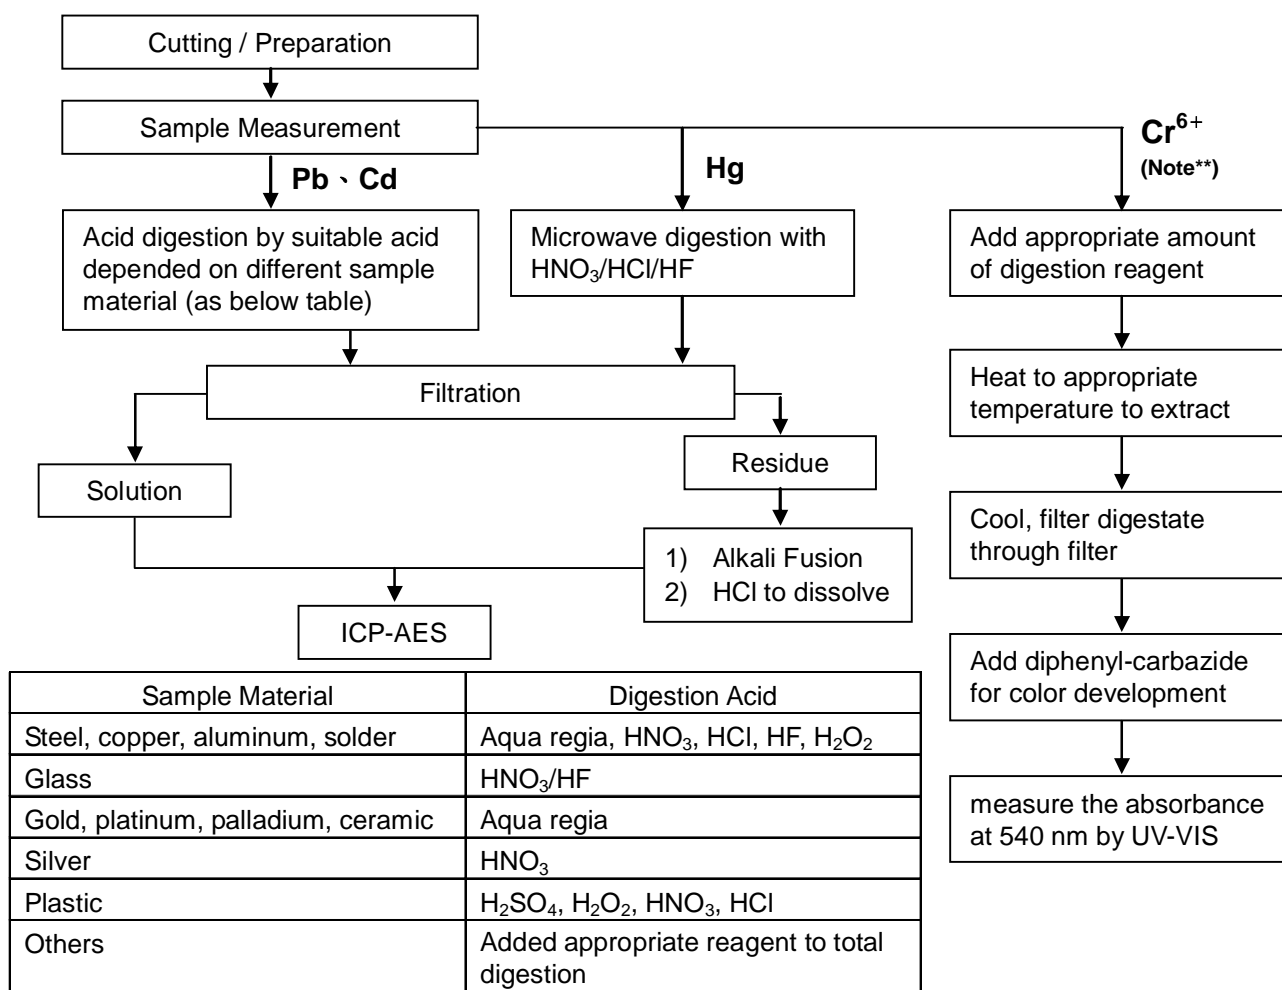 Cutting / Preparation
Sample Measurement
Pb、Cd
Hg
Cr⁶⁺
(Note**)
Acid digestion by suitable acid
depended on different sample
material (as below table)
Microwave digestion with
HNO₃/HCl/HF
Add appropriate amount
of digestion reagent
Filtration
Heat to appropriate
temperature to extract
Solution
Residue
Cool, filter digestate
through filter
1) Alkali Fusion
2) HCl to dissolve
ICP-AES
Add diphenyl-carbazide
for color development
measure the absorbance
at 540 nm by UV-VIS
Sample Material Digestion Acid
Steel, copper, aluminum, solder Aqua regia, HNO₃, HCl, HF, H₂O₂
Glass HNO₃/HF
Gold, platinum, palladium, ceramic Aqua regia
Silver HNO₃
Plastic H₂SO₄, H₂O₂, HNO₃, HCl
Others Added appropriate reagent to total
digestion